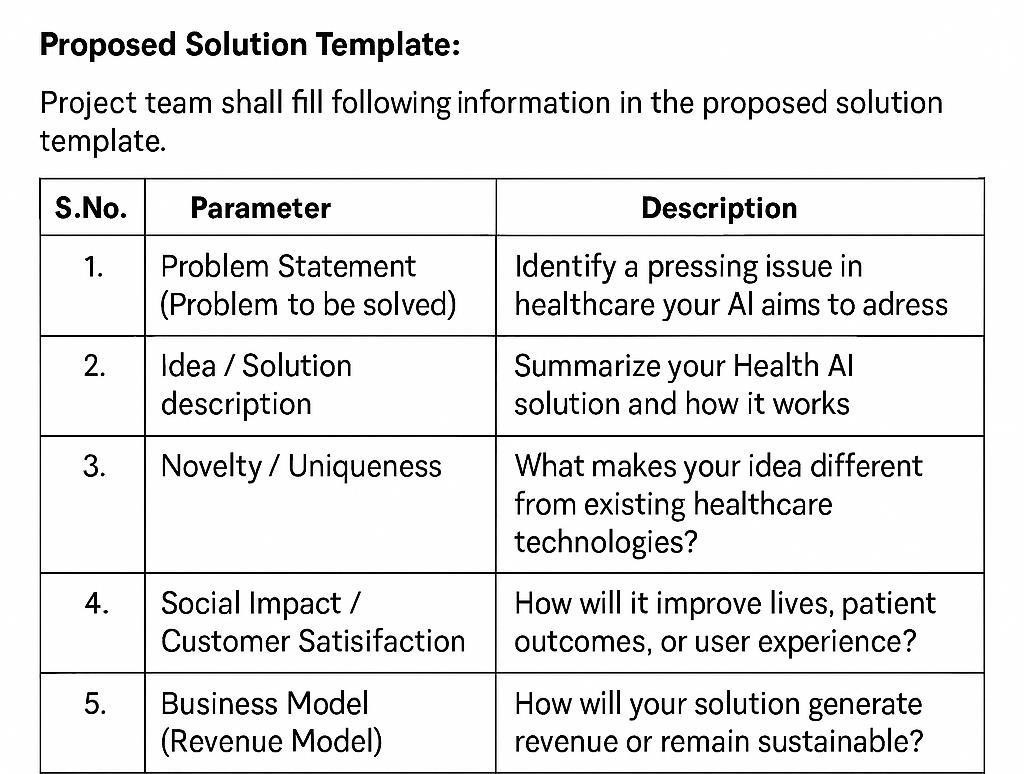 Proposed Solution Template:
Project team shall fill following information in the proposed solution
template.
S.No. Parameter Description
1. Problem Statement Identify a pressing issue in
(Problem to be solved) healthcare your AI aims to adress
2. Idea / Solution Summarize your Health AI
description solution and how it works
3. Novelty / Uniqueness What makes your idea different
from existing healthcare
technologies?
4. Social Impact / How will it improve lives, patient
Customer Satisifaction outcomes, or user experience?
5. Business Model How will your solution generate
(Revenue Model) revenue or remain sustainable?